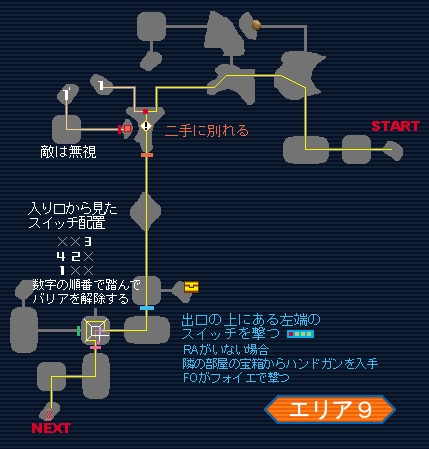 START
1
1
二手に別れる
敵は無視
入り口から見た
スイッチ配置
××3
42×
1××
数字の順番で踏んで
バリアを解除する
出口の上にある左端の
スイッチを撃つ
RAがいない場合
隣の部屋の宝箱からハンドガンを入手
FOがフォイエで撃つ
エリア9
NEXT